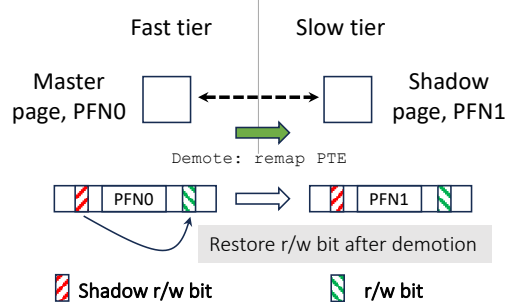 Fast tier
Slow tier
Master
page, PFN0
Shadow
page, PFN1
Demote: remap PTE
PFN0
PFN1
Restore r/w bit after demotion
Shadow r/w bit
r/w bit